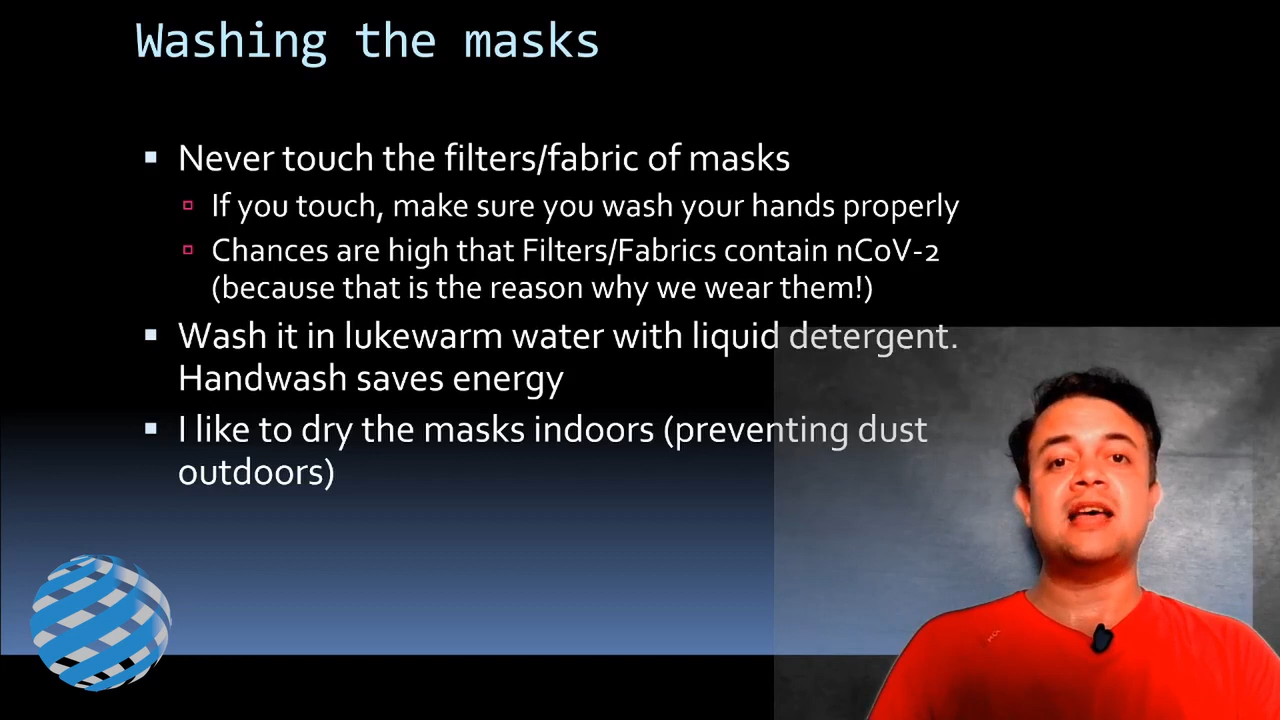 Washing the masks
Never touch the filters/fabric of masks
If you touch, make sure you wash your hands properly
Chances are high that Filters/Fabrics contain nCoV-2
(because that is the reason why we wear them!)
Wash it in lukewarm water with liquid detergent.
Handwash saves energy
I like to dry the masks indoors (preventing dust
outdoors)